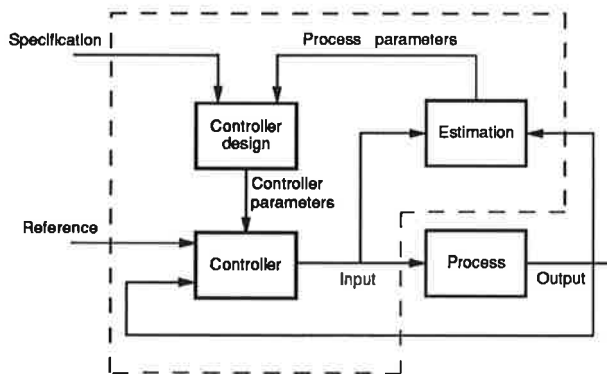 Specification
Process parameters
Controller
design
Estimation
Controller
parameters
Reference
Controller
Process
Input
Output